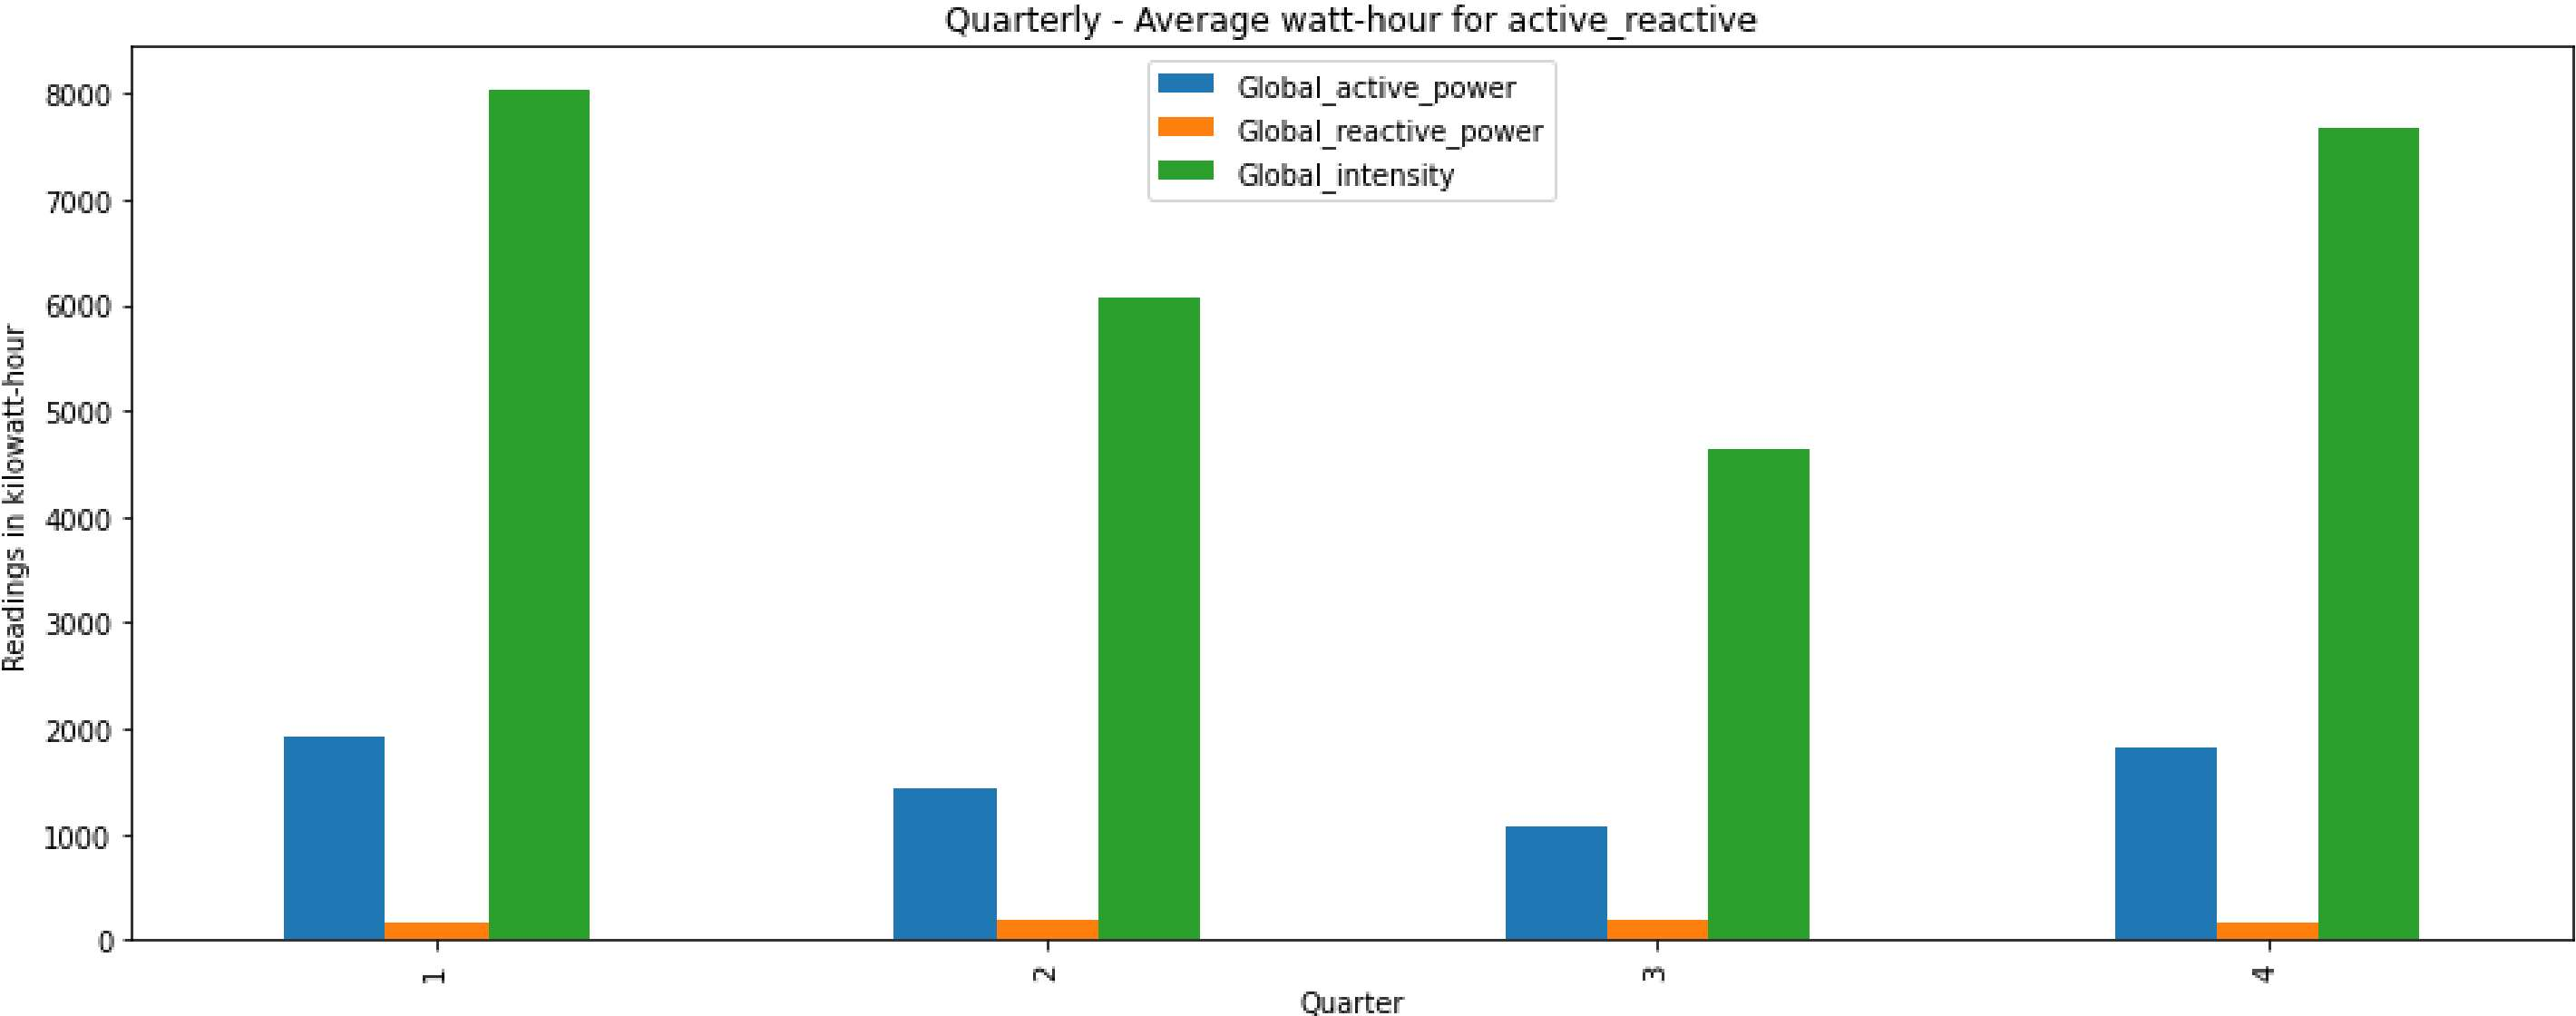 Quarterly - Average watt-hour for active_reactive
Global_active_power
Global_reactive_power
Global_intensity
Readings in kilowatt-hour
8000
7000
6000
5000
4000
3000
2000
1000
0
1
2
3
4
Quarter